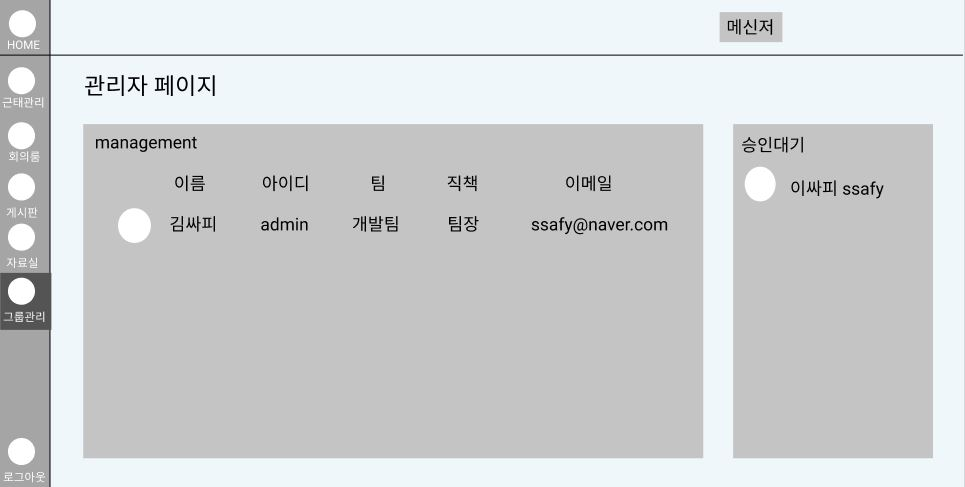 HOME
근태관리
회의룸
게시판
자료실
그룹관리
로그아웃
메신저
관리자 페이지
management
이름 아이디 팀 직책 이메일
김싸피 admin 개발팀 팀장 ssafy@naver.com
승인대기
이싸피 ssafy